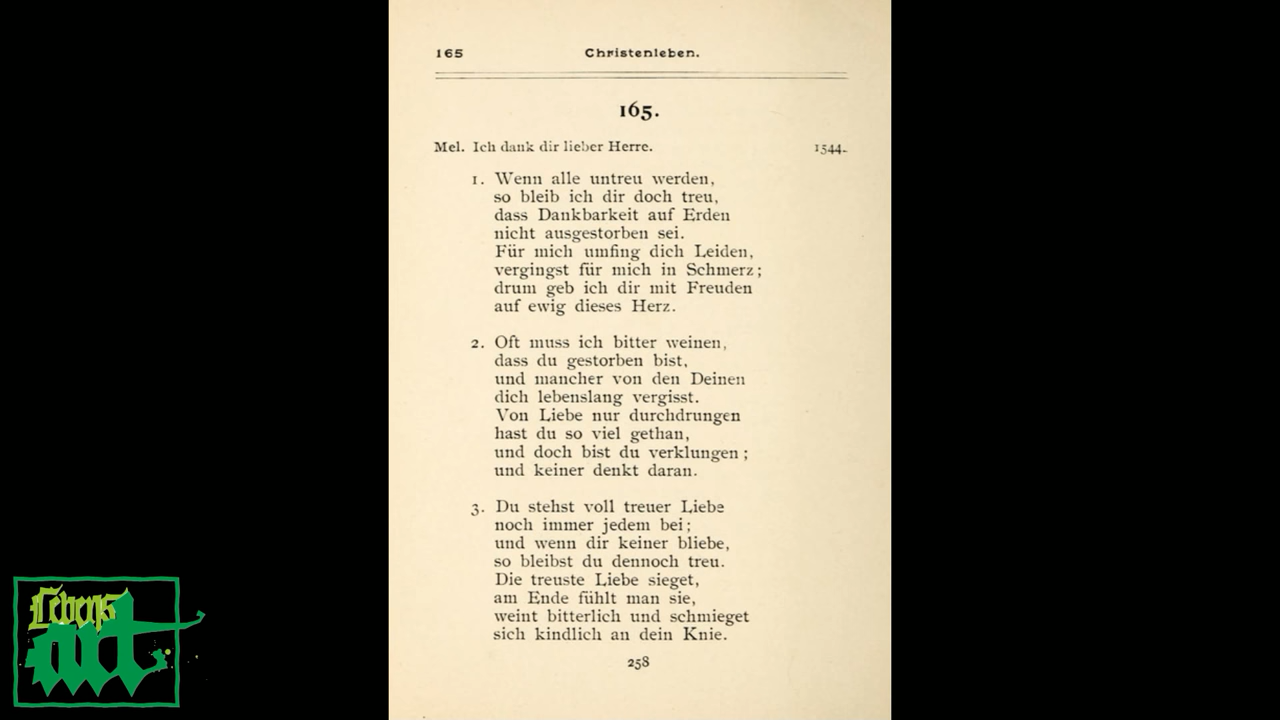 165 Christenleben.
165.
Mel. Ich dank dir lieber Herre. 1544.
1. Wenn alle untreu werden,
so bleib ich dir doch treu,
dass Dankbarkeit auf Erden
nicht ausgestorben sei.
Für mich umfing dich Leiden,
vergingst für mich in Schmerz;
drum geb ich dir mit Freuden
auf ewig dieses Herz.
2. Oft muss ich bitter weinen,
dass du gestorben bist,
und mancher von den Deinen
dich lebenslang vergisst.
Von Liebe nur durchdrungen
hast du so viel gethan,
und doch bist du verklungen;
und keiner denkt daran.
3. Du stehst voll treuer Liebe
noch immer jedem bei;
und wenn dir keiner bliebe,
so bleibst du dennoch treu.
Die treuste Liebe sieget,
am Ende fühlt man sie,
weint bitterlich und schmieget
sich kindlich an dein Knie.
258
Lebens
art